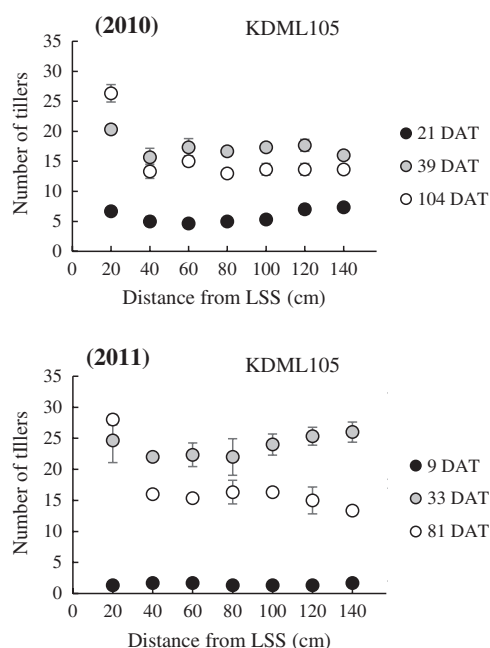 (2010) KDML105
35
30
25
20
15
10
5
0
Number of tillers
0 20 40 60 80 100 120 140
Distance from LSS (cm)
21 DAT
39 DAT
104 DAT
(2011) KDML105
35
30
25
20
15
10
5
0
Number of tIllers
0 20 40 60 80 100 120 140
Distance from LSS (cm)
9 DAT
33 DAT
81 DAT